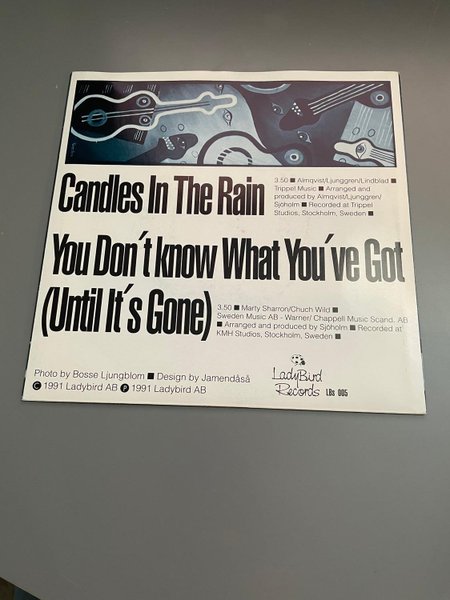 Candles In The Rain
3.50 ■ Almqvist/Ljunggren/Lindblad ■
Trippel Music ■ Arranged and
produced by Almqvist/Ljunggren/
Sjöholm ■ Recorded at Trippel
Studios, Stockholm, Sweden ■
You Don´t know What You´ve Got
(Until It´s Gone)
3.50 ■ Marty Sharron/Chuch Wild ■
Sweden Music AB - Warner/ Chappell Music Scand. AB
■ Arranged and produced by Sjöholm ■ Recorded at
KMH Studios, Stockholm, Sweden ■
Photo by Bosse Ljungblom ■ Design by Jamendåså
© 1991 Ladybird AB ℗ 1991 Ladybird AB
LadyBird
Records
LBs 005